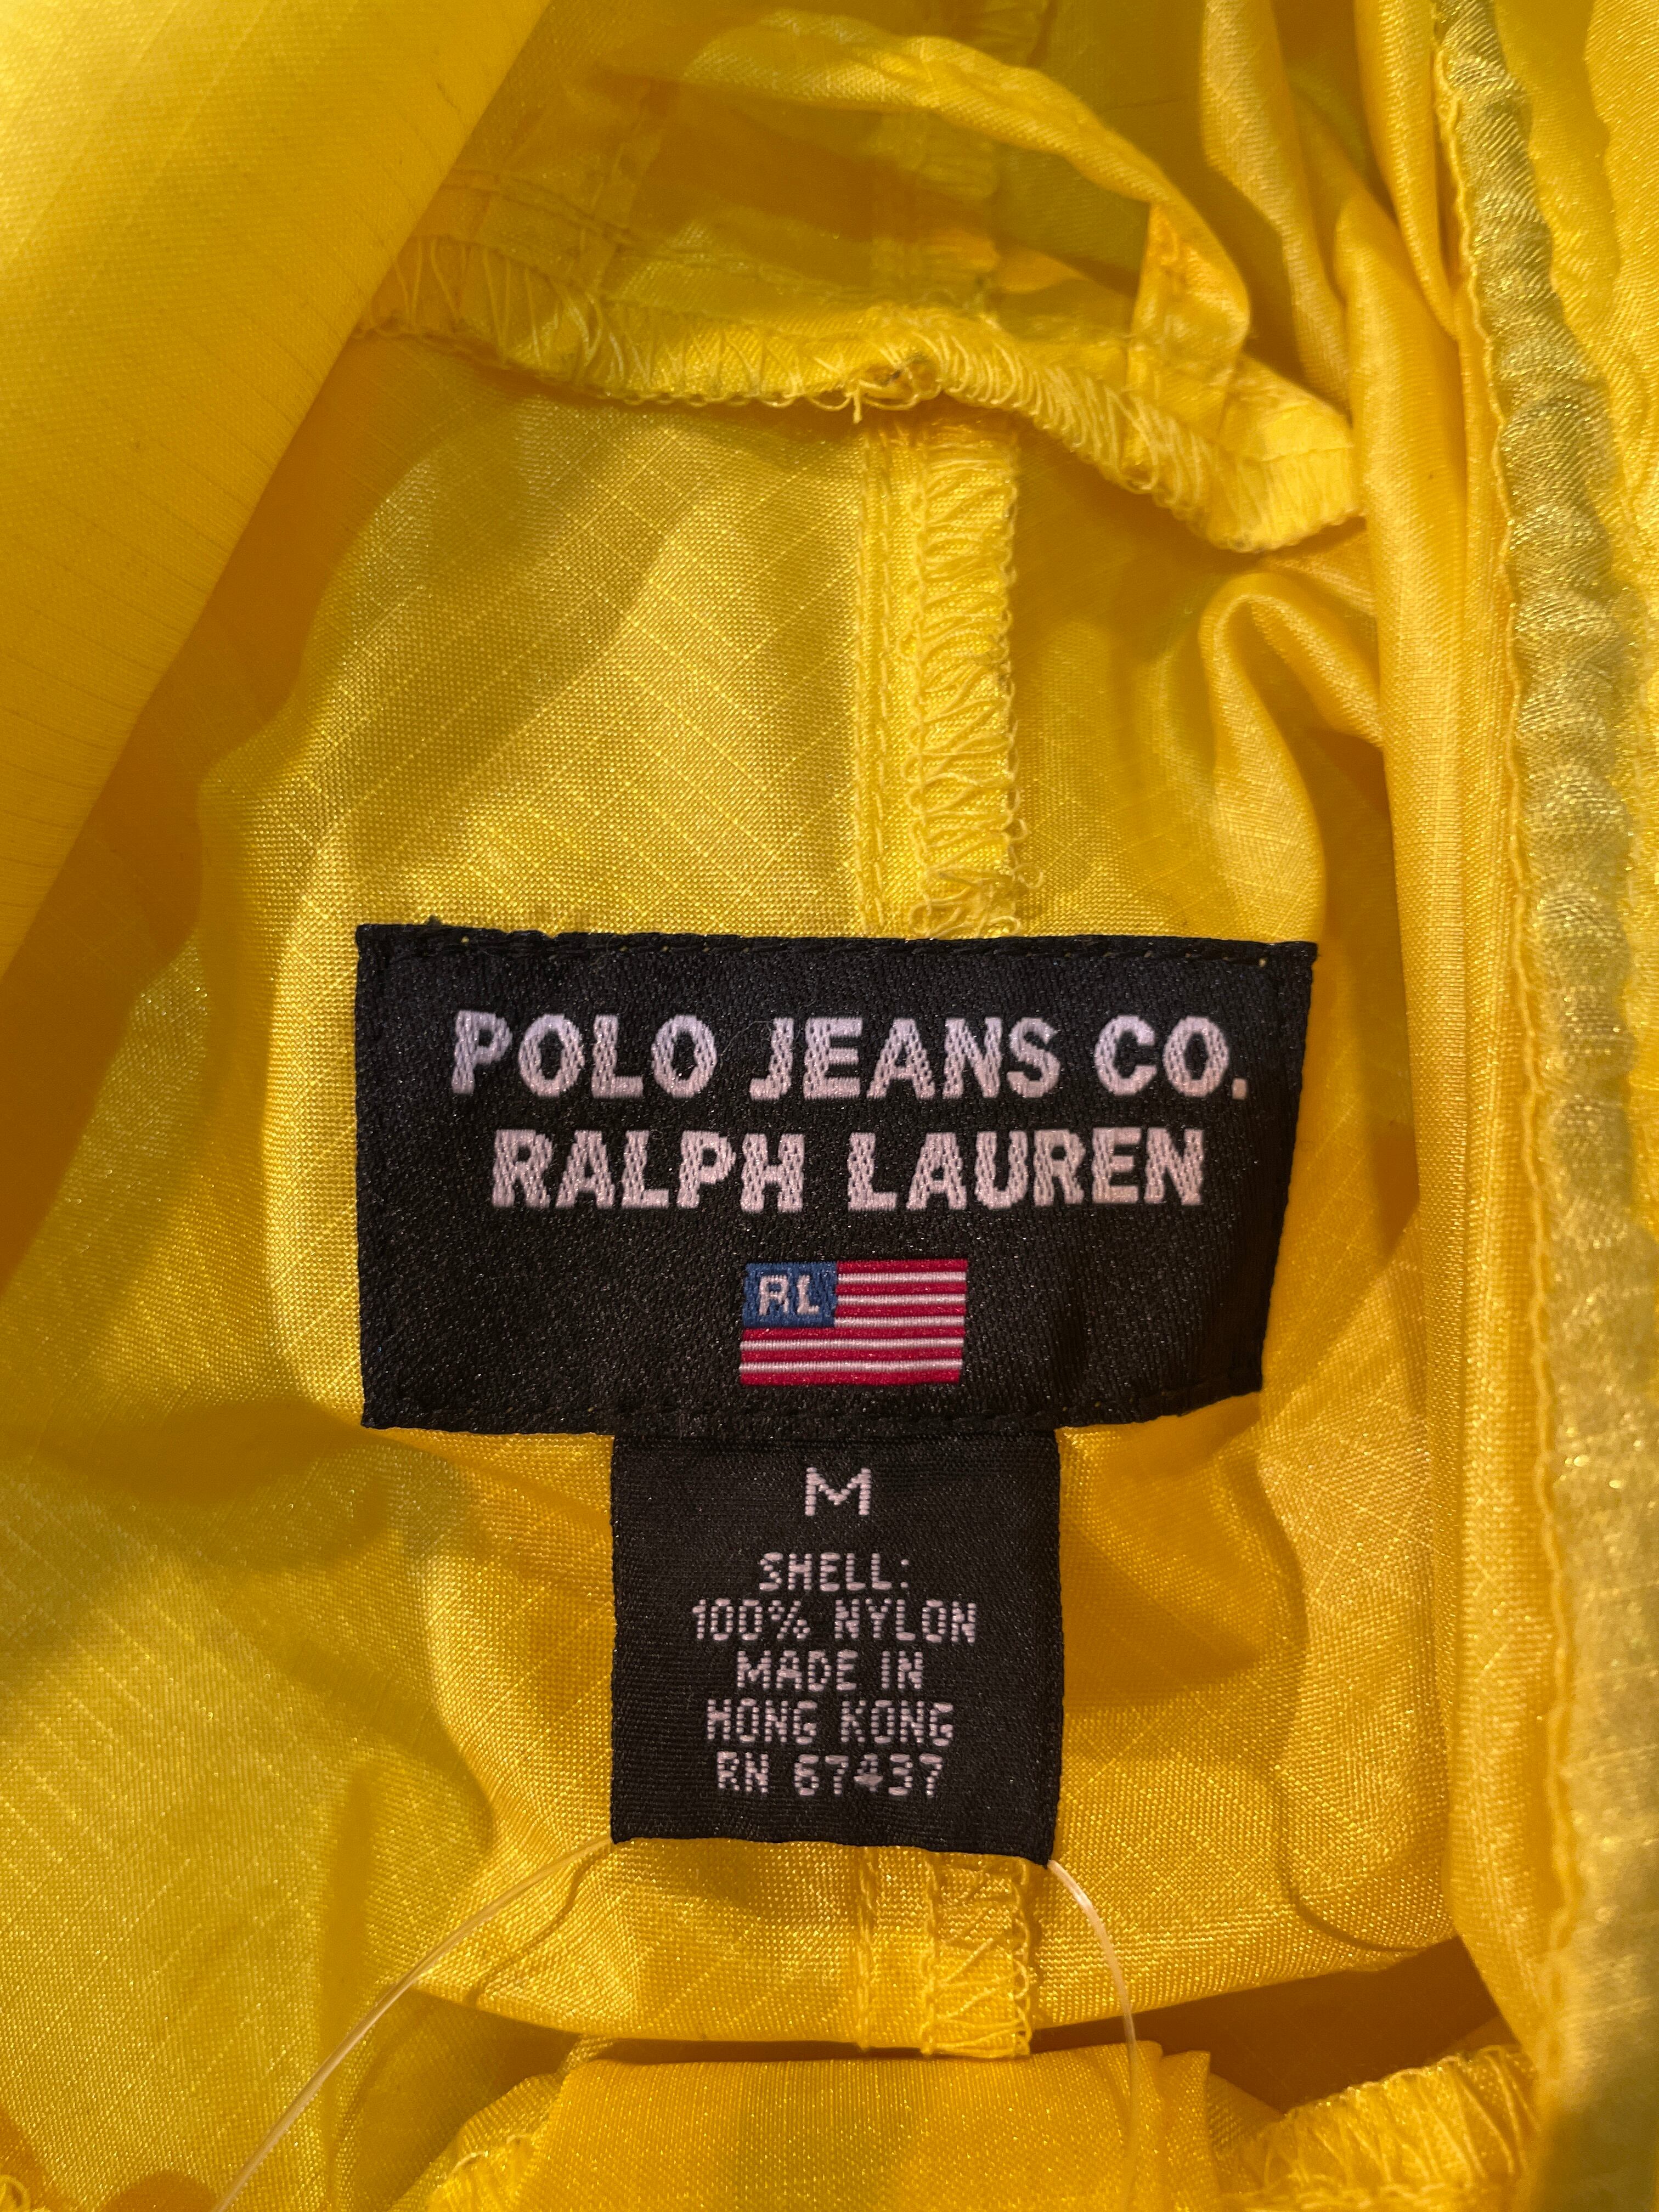 POLO JEANS CO.
RALPH LAUREN
RL
M
SHELL:
100% NYLON
MADE IN
HONG KONG
RN 67437